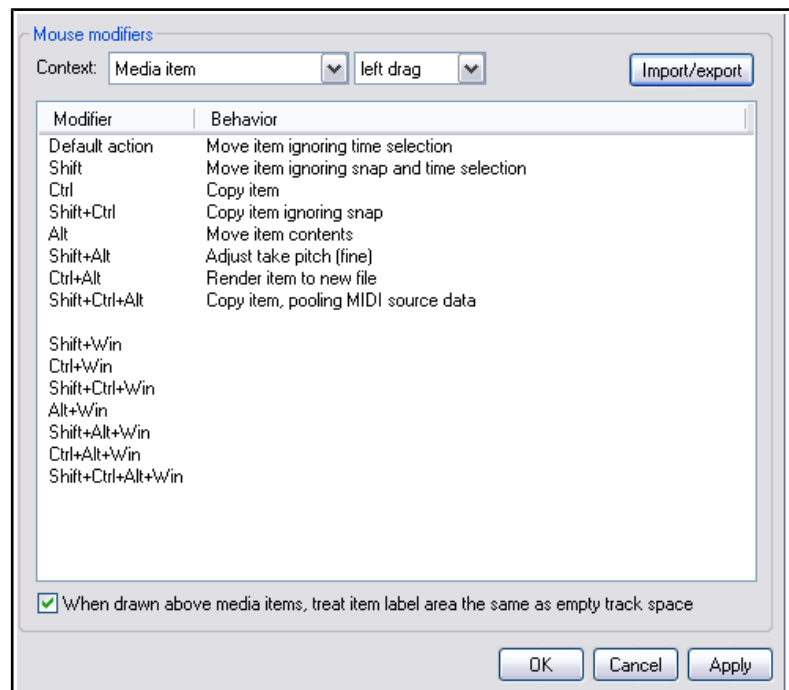 Mouse modifiers
Context: Media item left drag Import/export
Modifier Behavior
Default action Move item ignoring time selection
Shift Move item ignoring snap and time selection
Ctrl Copy item
Shift+Ctrl Copy item ignoring snap
Alt Move item contents
Shift+Alt Adjust take pitch (fine)
Ctrl+Alt Render item to new file
Shift+Ctrl+Alt Copy item, pooling MIDI source data
Shift+Win
Ctrl+Win
Shift+Ctrl+Win
Alt+Win
Shift+Alt+Win
Ctrl+Alt+Win
Shift+Ctrl+Alt+Win
When drawn above media items, treat item label area the same as empty track space
OK Cancel Apply